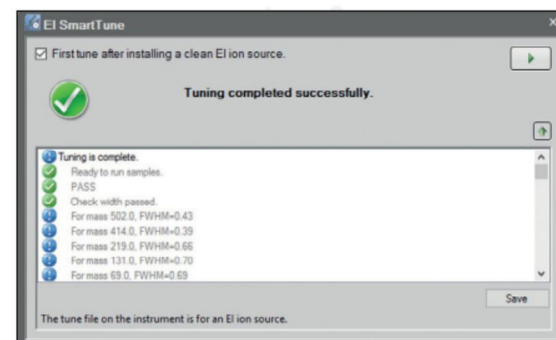 EI SmartTune
First tune after installing a clean EI ion source.
Tuning completed successfully.
Tuning is complete.
Ready to run samples.
PASS
Check width passed.
For mass 502.0, FWHM=0.43
For mass 414.0, FWHM=0.39
For mass 219.0, FWHM=0.66
For mass 131.0, FWHM=0.70
For mass 69.0, FWHM=0.69
Save
The tune file on the instrument is for an EI ion source.